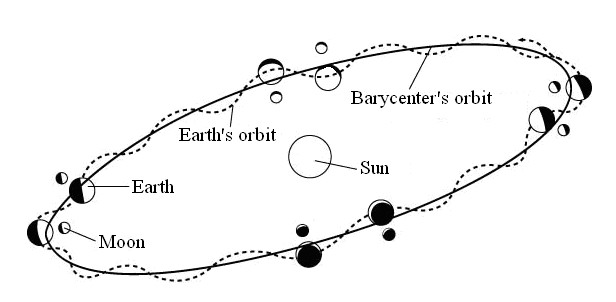 Barycenter's orbit
Earth's orbit
Sun
Earth
Moon